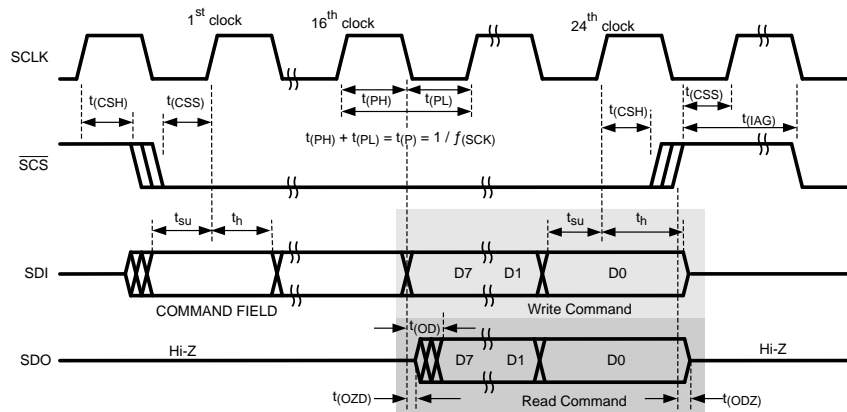 1st clock
16th clock
24th clock
SCLK
t(CSH)
t(CSS)
t(PH)
t(PL)
t(CSH)
t(CSS)
t(IAG)
t(PH) + t(PL) = t(P) = 1 / f(SCK)
SCS
tsu
th
tsu
th
SDI
D7
D1
D0
COMMAND FIELD
Write Command
t(OD)
SDO
Hi-Z
D7
D1
D0
Hi-Z
t(OZD)
Read Command
t(ODZ)